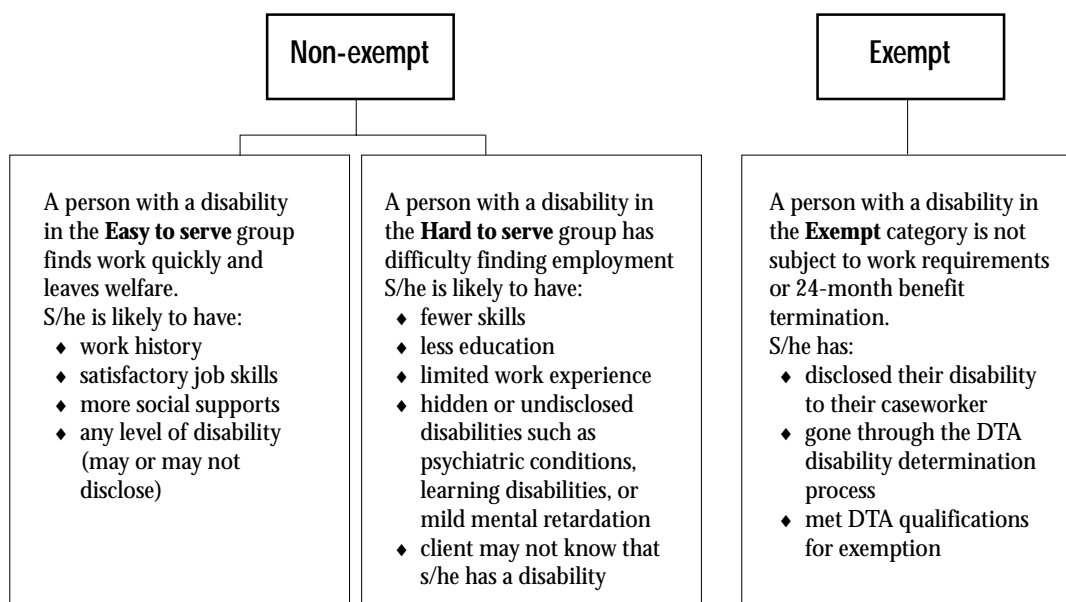 Non-exempt
Exempt
A person with a disability
in the Easy to serve group
finds work quickly and
leaves welfare.
S/he is likely to have:
♦ work history
♦ satisfactory job skills
♦ more social supports
♦ any level of disability
(may or may not
disclose)
A person with a disability in
the Hard to serve group has
difficulty finding employment
S/he is likely to have:
♦ fewer skills
♦ less education
♦ limited work experience
♦ hidden or undisclosed
disabilities such as
psychiatric conditions,
learning disabilities, or
mild mental retardation
♦ client may not know that
s/he has a disability
A person with a disability in
the Exempt category is not
subject to work requirements
or 24-month benefit
termination.
S/he has:
♦ disclosed their disability
to their caseworker
♦ gone through the DTA
disability determination
process
♦ met DTA qualifications
for exemption